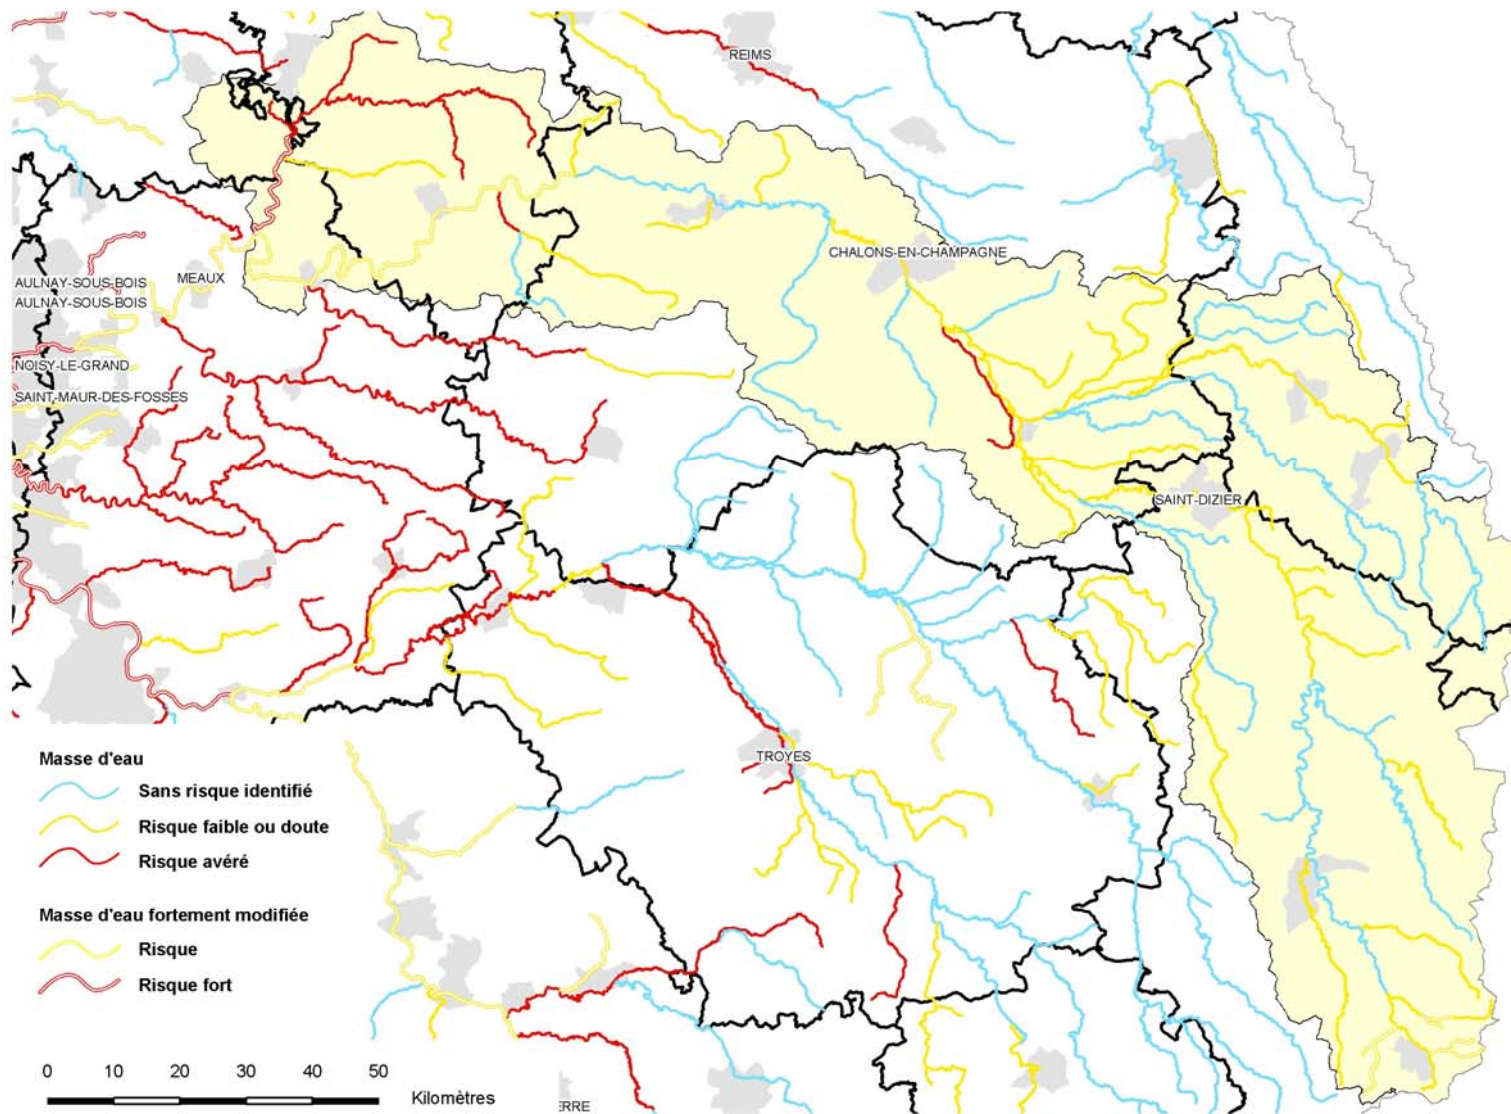 REIMS
CHALONS-EN-CHAMPAGNE
AULNAY-SOUS-BOIS
MEAUX
AULNAY-SOUS-BOIS
NOISY-LE-GRAND
SAINT-MAUR-DES-FOSSES
SAINT-DIZIER
TROYES
Masse d'eau
Sans risque identifié
Risque faible ou doute
Risque avéré
Masse d'eau fortement modifiée
Risque
Risque fort
0 10 20 30 40 50
Kilomètres
ERRE